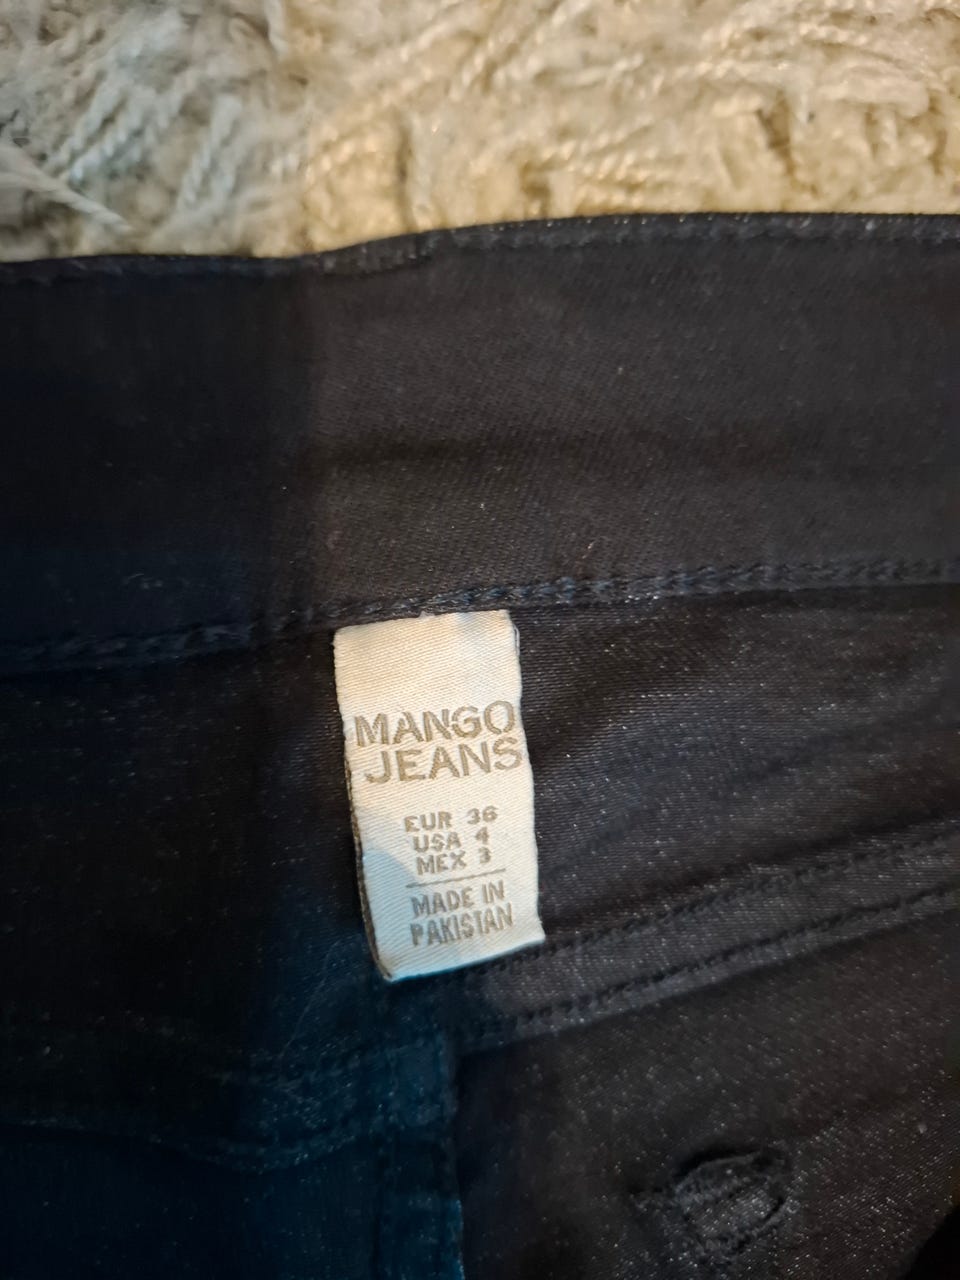 MANGO
JEANS
EUR 36
USA 4
MEX 3
MADE IN
PAKISTAN